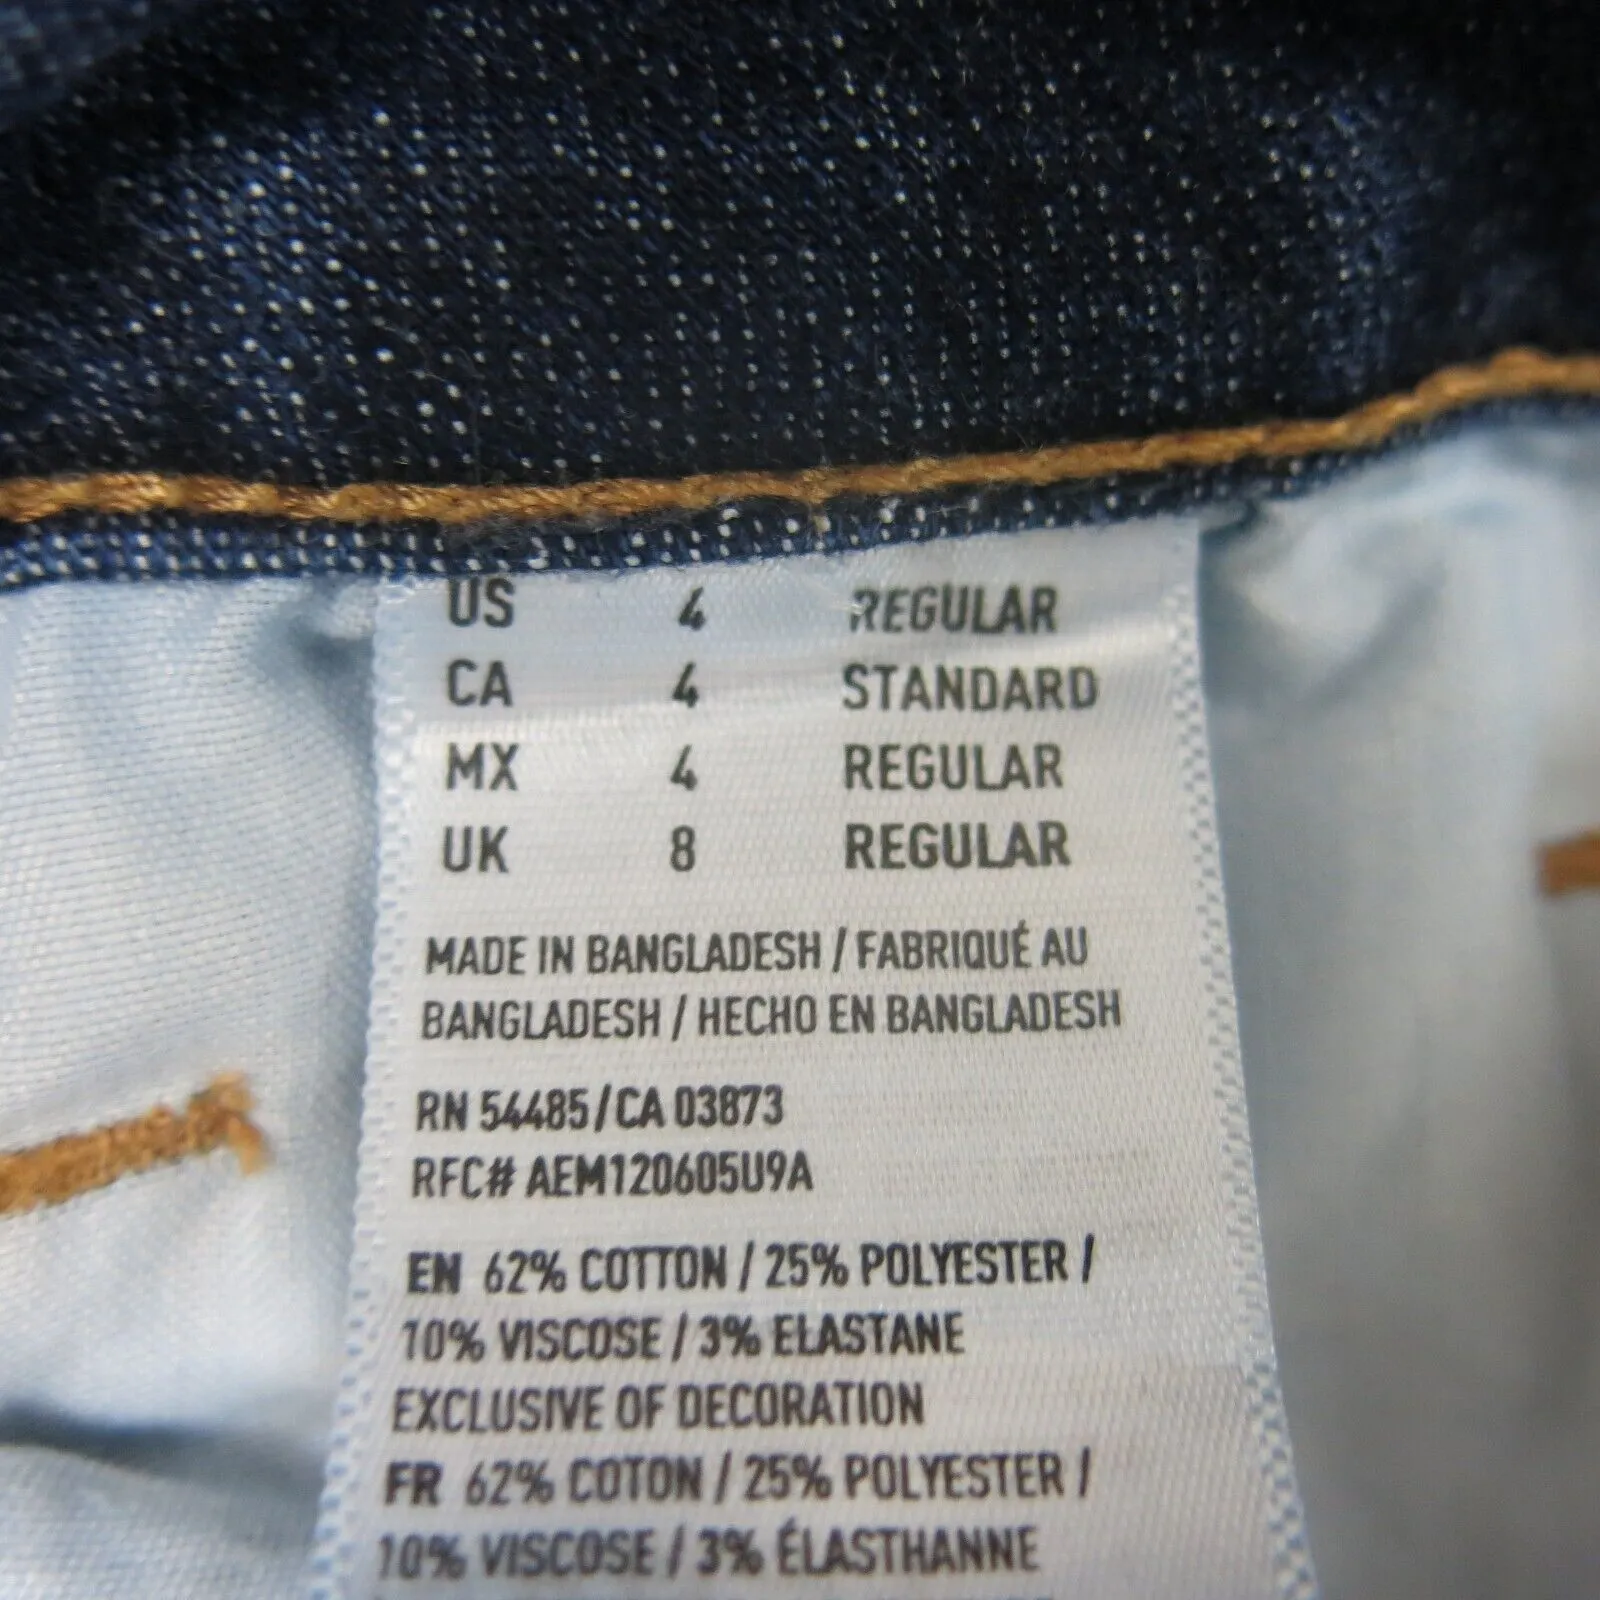 US 4 REGULAR
CA 4 STANDARD
MX 4 REGULAR
UK 8 REGULAR
MADE IN BANGLADESH / FABRIQUÉ AU
BANGLADESH / HECHO EN BANGLADESH
RN 54485/CA 03873
RFC# AEM120605U9A
EN 62% COTTON / 25% POLYESTER /
10% VISCOSE / 3% ELASTANE
EXCLUSIVE OF DECORATION
FR 62% COTON / 25% POLYESTER /
10% VISCOSE / 3% ÉLASTHANNE